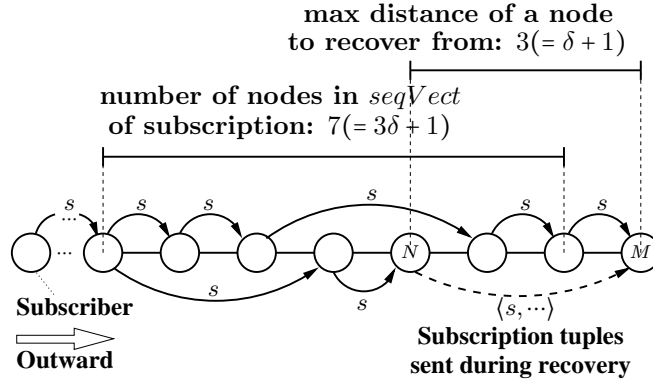 max distance of a node
to recover from: 3(= δ + 1)
number of nodes in seqVect
of subscription: 7(= 3δ + 1)
s
s
s
s
s
s
...
...
N
M
s
s
⟨s, ···⟩
Subscriber
Outward
Subscription tuples
sent during recovery